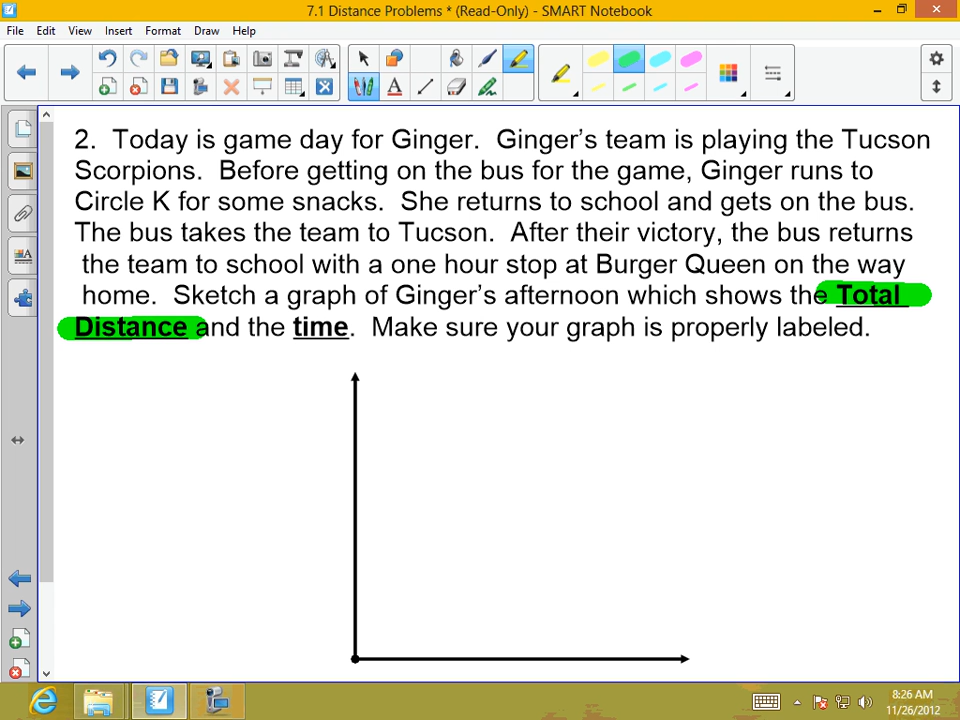 7.1 Distance Problems * (Read-Only) - SMART Notebook
File Edit View Insert Format Draw Help
2. Today is game day for Ginger. Ginger's team is playing the Tucson
Scorpions. Before getting on the bus for the game, Ginger runs to
Circle K for some snacks. She returns to school and gets on the bus.
The bus takes the team to Tucson. After their victory, the bus returns
the team to school with a one hour stop at Burger Queen on the way
home. Sketch a graph of Ginger's afternoon which shows the Total
Distance and the time. Make sure your graph is properly labeled.
8:26 AM
11/26/2012